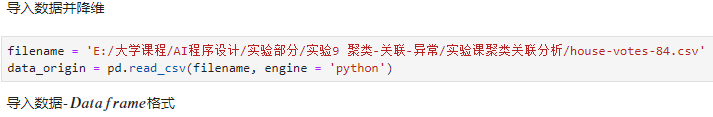 导入数据并降维
filename = 'E:/大学课程/AI程序设计/实验部分/实验9 聚类-关联-异常/实验课聚类关联分析/house-votes-84.csv'
data_origin = pd.read_csv(filename, engine = 'python')
导入数据-Dataframe格式